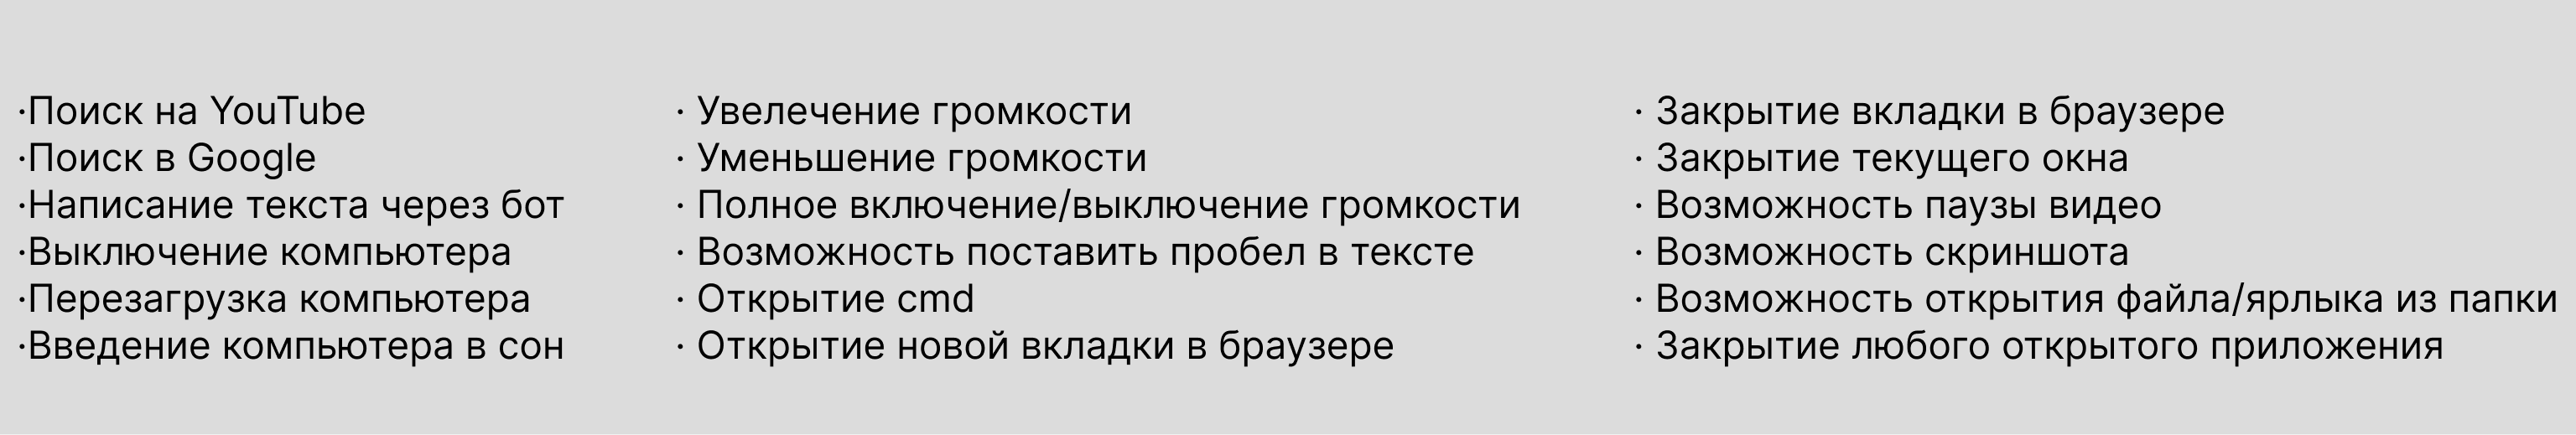 ·Поиск на YouTube
·Поиск в Google
·Написание текста через бот
·Выключение компьютера
·Перезагрузка компьютера
·Введение компьютера в сон
· Увелечение громкости
· Уменьшение громкости
· Полное включение/выключение громкости
· Возможность поставить пробел в тексте
· Открытие cmd
· Открытие новой вкладки в браузере
· Закрытие вкладки в браузере
· Закрытие текущего окна
· Возможность паузы видео
· Возможность скриншота
· Возможность открытия файла/ярлыка из папки
· Закрытие любого открытого приложения